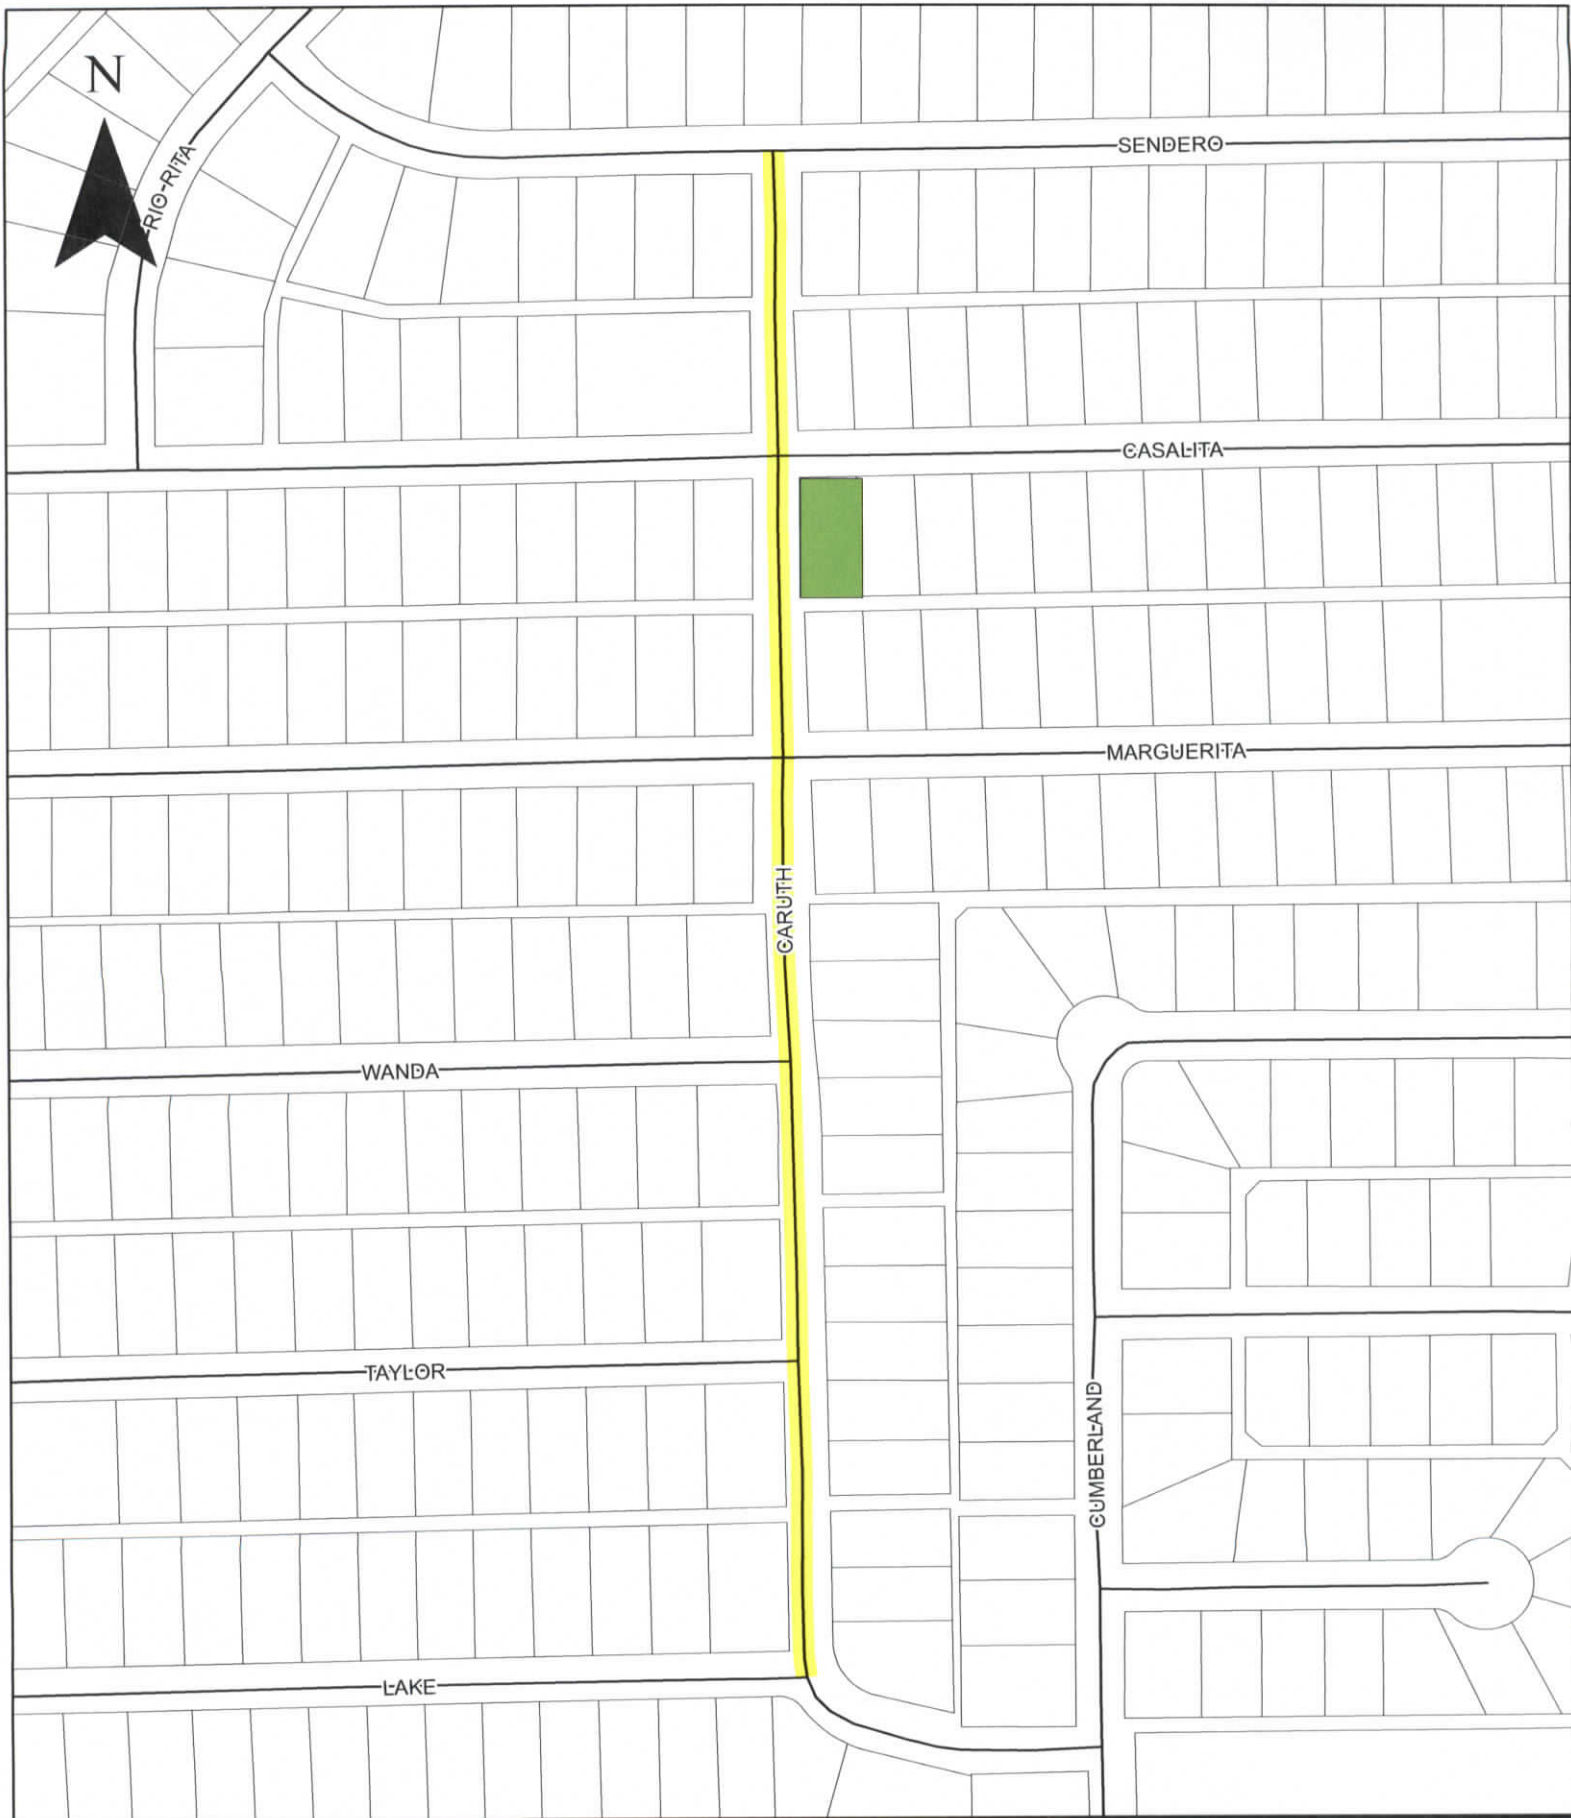 N
RIO-RITA
SENDERO
CASALITA
MARGUERITA
CARUTH
WANDA
TAYLOR
CUMBERLAND
LAKE